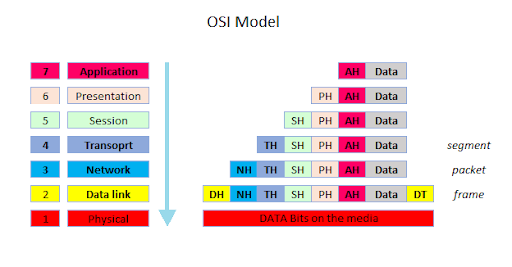 OSI Model
7 Application AH Data
6 Presentation PH AH Data
5 Session SH PH AH Data
4 Transoprt TH SH PH AH Data segment
3 Network NH TH SH PH AH Data packet
2 Data link DH NH TH SH PH AH Data DT frame
1 Physical DATA Bits on the media